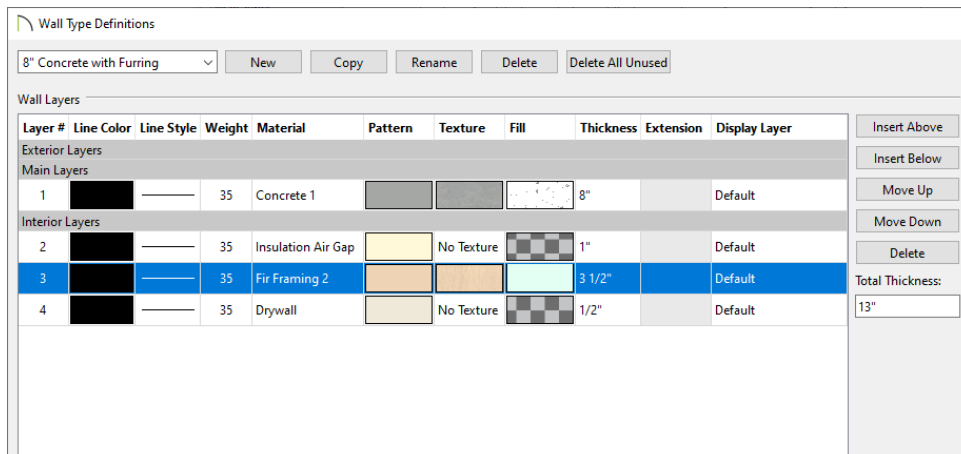 Wall Type Definitions
8" Concrete with Furring New Copy Rename Delete Delete All Unused
Wall Layers
Layer # Line Color Line Style Weight Material Pattern Texture Fill Thickness Extension Display Layer
Exterior Layers
Main Layers
1 35 Concrete 1 8" Default
Interior Layers
2 35 Insulation Air Gap No Texture 1" Default
3 35 Fir Framing 2 3 1/2" Default
4 35 Drywall No Texture 1/2" Default
Insert Above
Insert Below
Move Up
Move Down
Delete
Total Thickness:
13"